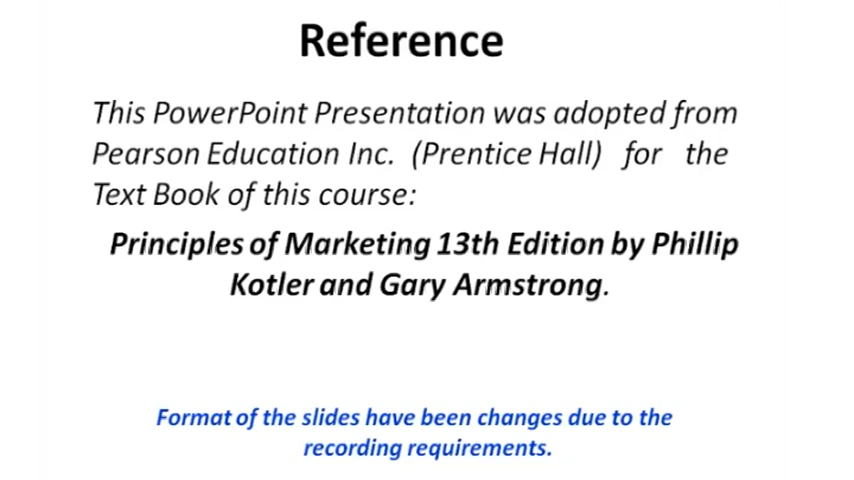 Reference
This PowerPoint Presentation was adopted from
Pearson Education Inc. (Prentice Hall) for the
Text Book of this course:
Principles of Marketing 13th Edition by Phillip
Kotler and Gary Armstrong.
Format of the slides have been changes due to the
recording requirements.